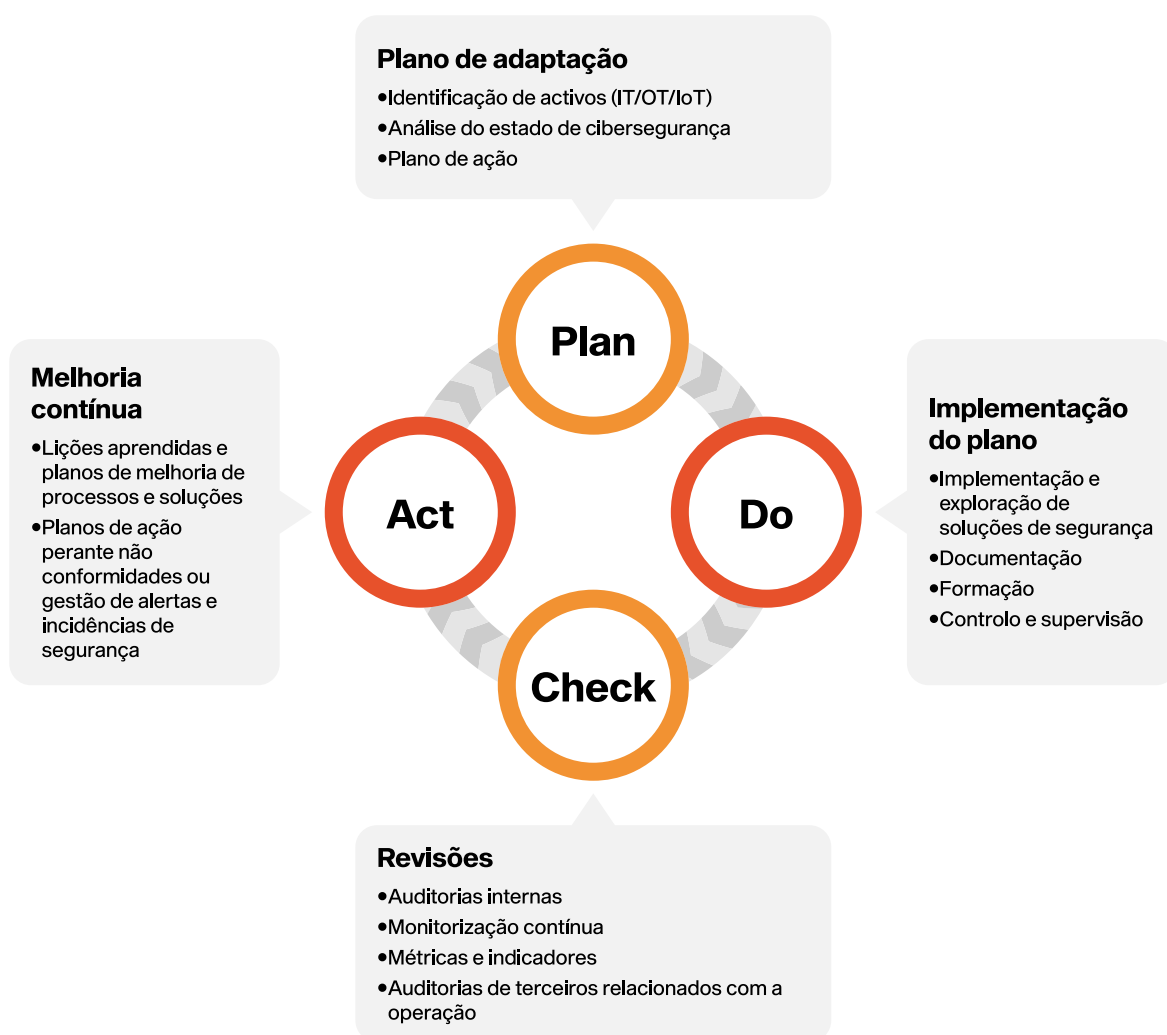 Plano de adaptação
•Identificação de activos (IT/OT/IoT)
•Análise do estado de cibersegurança
•Plano de ação
Plan
Melhoria
contínua
•Lições aprendidas e
planos de melhoria de
processos e soluções
•Planos de ação
perante não
conformidades ou
gestão de alertas e
incidências de
segurança
Act
Do
Implementação
do plano
•Implementação e
exploração de
soluções de segurança
•Documentação
•Formação
•Controlo e supervisão
Check
Revisões
•Auditorias internas
•Monitorização contínua
•Métricas e indicadores
•Auditorias de terceiros relacionados com a
operação